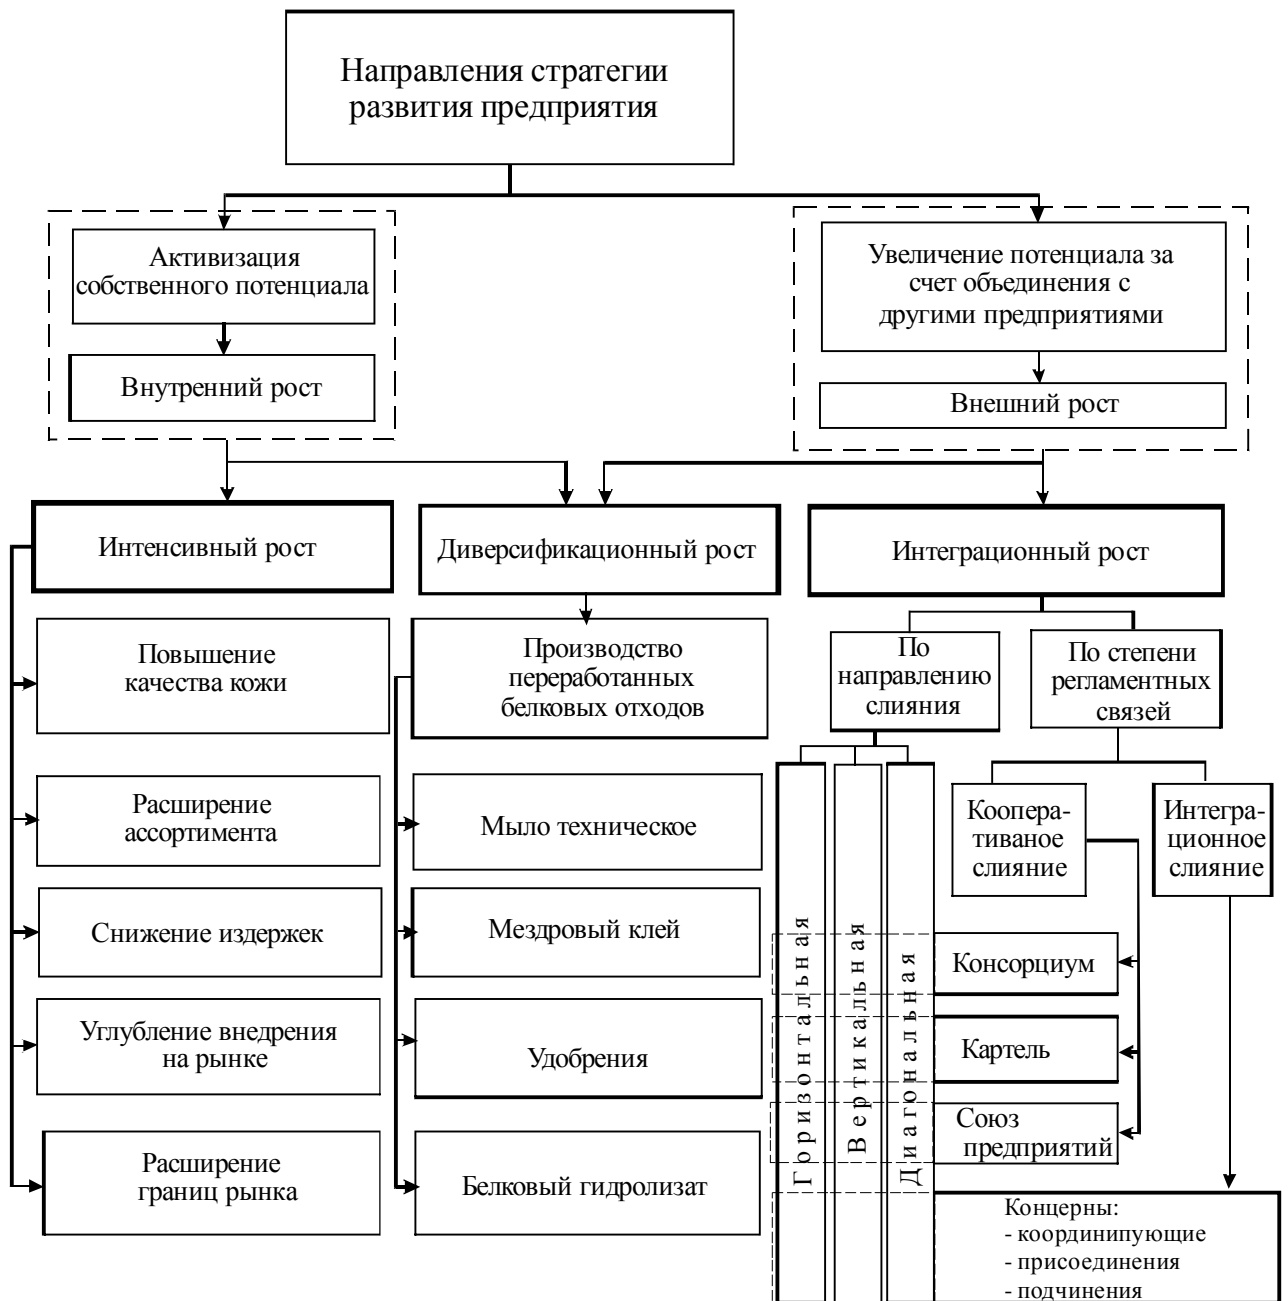 Направления стратегии
развития предприятия
Активизация
собственного потенциала
Увеличение потенциала за
счет объединения с
другими предприятиями
Внутренний рост
Внешний рост
Интенсивный рост
Диверсификационный рост
Интеграционный рост
Повышение
качества кожи
Расширение
ассортимента
Снижение издержек
Углубление внедрения
на рынке
Расширение
границ рынка
Производство
переработанных
белковых отходов
Мыло техническое
Мездровый клей
Удобрения
Белковый гидролизат
По
направлению
слияния
По степени
регламентных
связей
Горизонтальная
Вертикальная
Диагональная
Коопера-
тиваное
слияние
Интегра-
ционное
слияние
Консорциум
Картель
Союз
предприятий
Концерны:
- координипующие
- присоединения
- подчинения